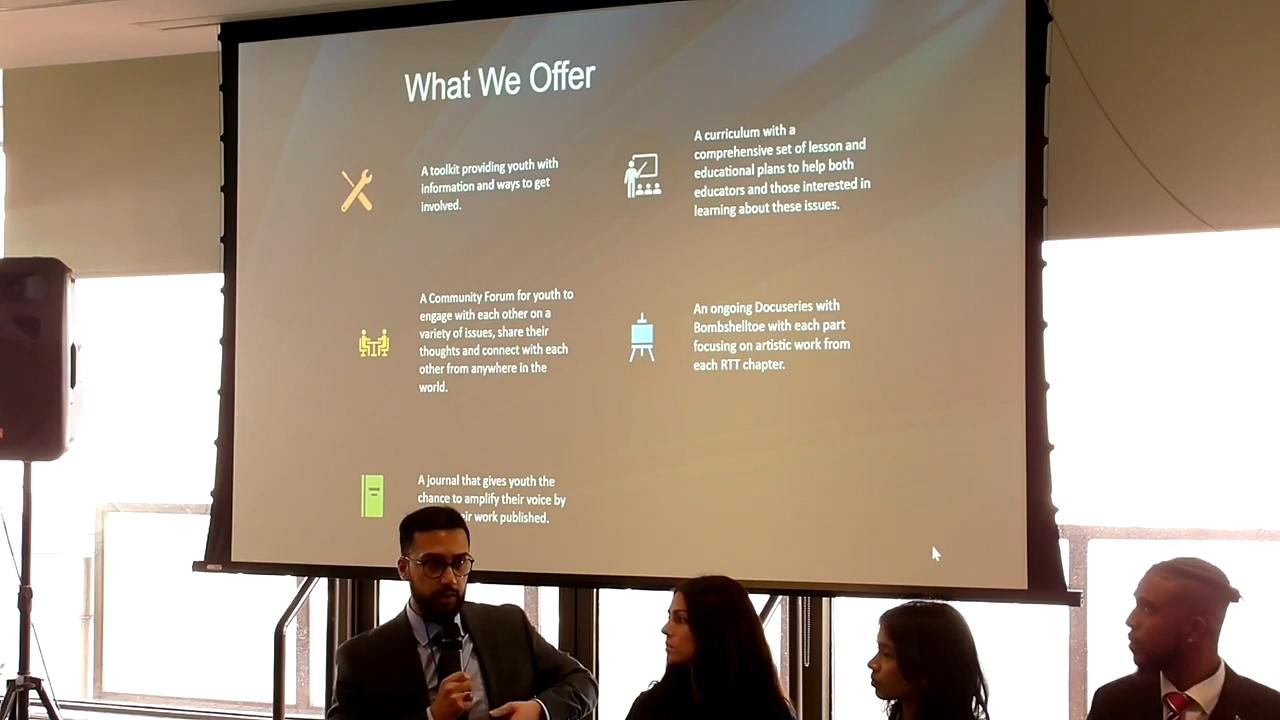 What We Offer
A toolkit providing youth with
information and ways to get
involved.
A curriculum with a
comprehensive set of lesson and
educational plans to help both
educators and those interested in
learning about these issues.
A Community Forum for youth to
engage with each other on a
variety of issues, share their
thoughts and connect with each
other from anywhere in the
world.
An ongoing Docuseries with
Bombshelltoe with each part
focusing on artistic work from
each RTT chapter.
A journal that gives youth the
chance to amplify their voice by
work published.